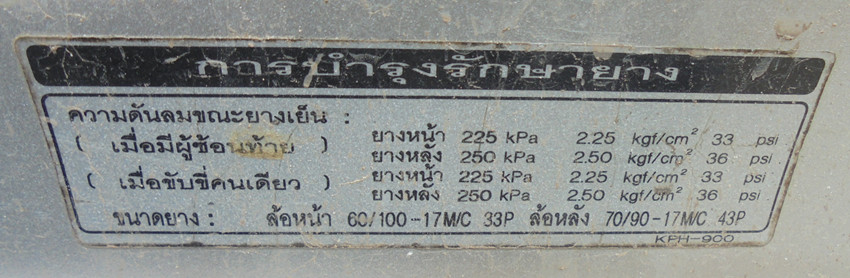 การบำรุงรักษายาง
ความดันลมขณะยางเย็น :
( เมื่อมีผู้ซ้อนท้าย ) ยางหน้า 225 kPa 2.25 kgf/cm² 33 psi
ยางหลัง 250 kPa 2.50 kgf/cm² 36 psi
( เมื่อขับขี่คนเดียว ) ยางหน้า 225 kPa 2.25 kgf/cm² 33 psi
ยางหลัง 250 kPa 2.50 kgf/cm² 36 psi
ขนาดยาง : ล้อหน้า 60/100-17M/C 33P ล้อหลัง 70/90-17M/C 43P
KPH-900